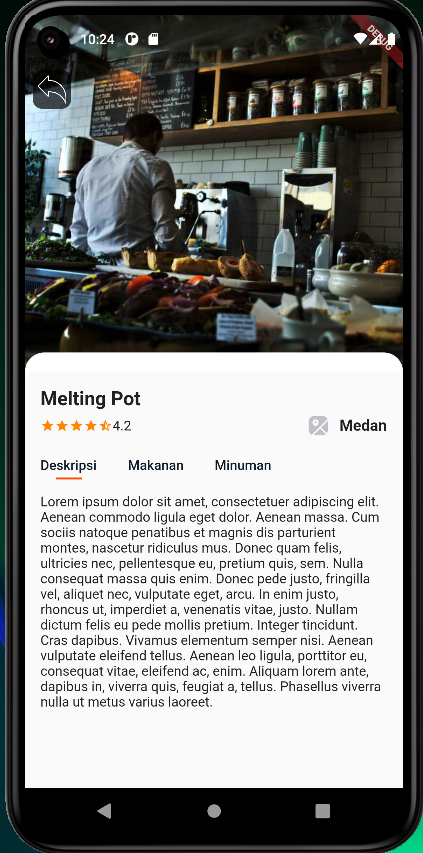 10:24
DEBUG
Melting Pot
4.2
Medan
Deskripsi Makanan Minuman
Lorem ipsum dolor sit amet, consectetuer adipiscing elit.
Aenean commodo ligula eget dolor. Aenean massa. Cum
sociis natoque penatibus et magnis dis parturient
montes, nascetur ridiculus mus. Donec quam felis,
ultricies nec, pellentesque eu, pretium quis, sem. Nulla
consequat massa quis enim. Donec pede justo, fringilla
vel, aliquet nec, vulputate eget, arcu. In enim justo,
rhoncus ut, imperdiet a, venenatis vitae, justo. Nullam
dictum felis eu pede mollis pretium. Integer tincidunt.
Cras dapibus. Vivamus elementum semper nisi. Aenean
vulputate eleifend tellus. Aenean leo ligula, porttitor eu,
consequat vitae, eleifend ac, enim. Aliquam lorem ante,
dapibus in, viverra quis, feugiat a, tellus. Phasellus viverra
nulla ut metus varius laoreet.